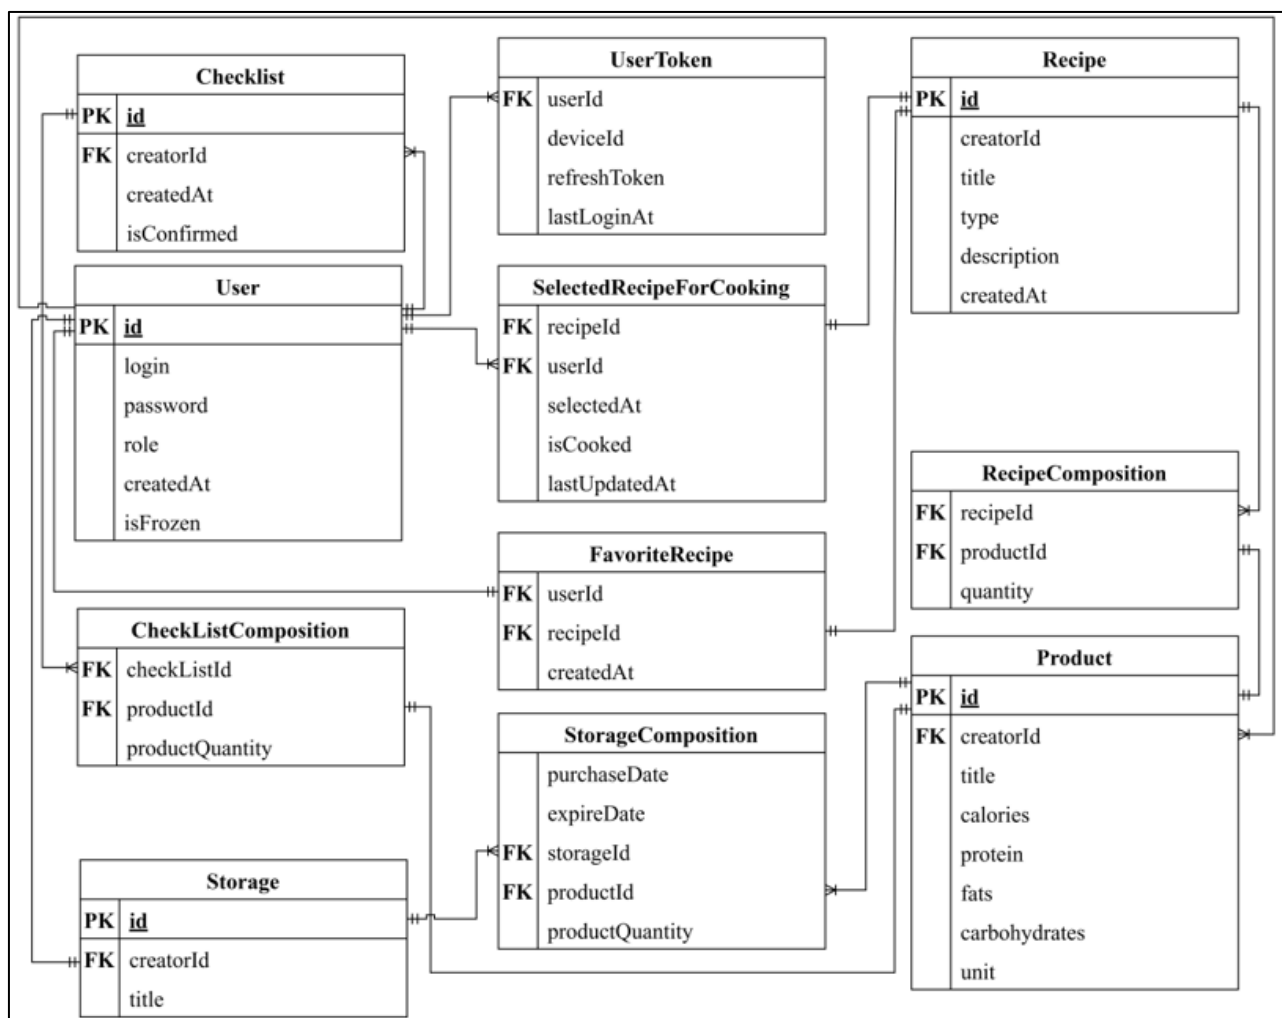 Checklist
PK id
FK creatorId
createdAt
isConfirmed
User
PK id
login
password
role
createdAt
isFrozen
CheckListComposition
FK checkListId
FK productId
productQuantity
Storage
PK id
FK creatorId
title
UserToken
FK userId
deviceId
refreshToken
lastLoginAt
SelectedRecipeForCooking
FK recipeId
FK userId
selectedAt
isCooked
lastUpdatedAt
FavoriteRecipe
FK userId
FK recipeId
createdAt
StorageComposition
purchaseDate
expireDate
FK storageId
FK productId
productQuantity
Recipe
PK id
creatorId
title
type
description
createdAt
RecipeComposition
FK recipeId
FK productId
quantity
Product
PK id
FK creatorId
title
calories
protein
fats
carbohydrates
unit